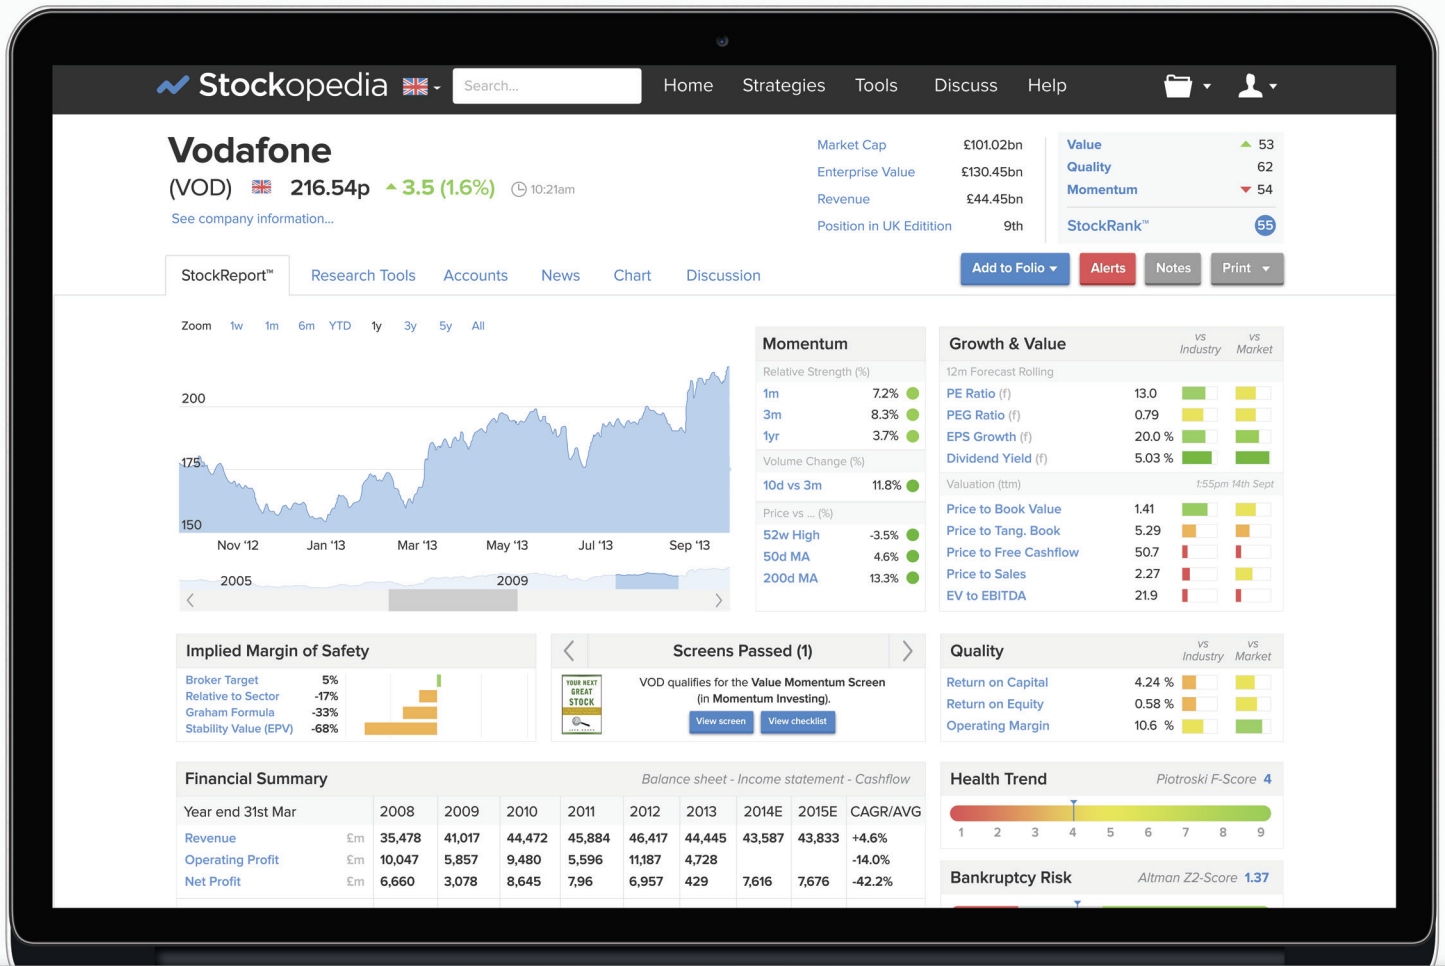 Stockopedia Search... Home Strategies Tools Discuss Help
Vodafone
(VOD) 216.54p 3.5 (1.6%) 10:21am
See company information...
Market Cap £101.02bn
Enterprise Value £130.45bn
Revenue £44.45bn
Position in UK Edition 9th
Value 53
Quality 62
Momentum 54
StockRank™ 55
StockReport™ Research Tools Accounts News Chart Discussion
Add to Folio Alerts Notes Print
Zoom 1w 1m 6m YTD 1y 3y 5y All
200
175
150
Nov '12 Jan '13 Mar '13 May '13 Jul '13 Sep '13
2005 2009
Momentum
Relative Strength (%)
1m 7.2%
3m 8.3%
1yr 3.7%
Volume Change (%)
10d vs 3m 11.8%
Price vs ... (%)
52w High -3.5%
50d MA 4.6%
200d MA 13.3%
Growth & Value vs Industry vs Market
12m Forecast Rolling
PE Ratio (f) 13.0
PEG Ratio (f) 0.79
EPS Growth (f) 20.0 %
Dividend Yield (f) 5.03 %
Valuation (ttm) 1:55pm 14th Sept
Price to Book Value 1.41
Price to Tang. Book 5.29
Price to Free Cashflow 50.7
Price to Sales 2.27
EV to EBITDA 21.9
Implied Margin of Safety
Broker Target 5%
Relative to Sector -17%
Graham Formula -33%
Stability Value (EPV) -68%
Screens Passed (1)
YOUR NEXT
GREAT
STOCK
VOD qualifies for the Value Momentum Screen
(in Momentum Investing).
View screen View checklist
Quality vs Industry vs Market
Return on Capital 4.24 %
Return on Equity 0.58 %
Operating Margin 10.6 %
Financial Summary Balance sheet - Income statement - Cashflow
Year end 31st Mar 2008 2009 2010 2011 2012 2013 2014E 2015E CAGR/AVG
Revenue £m 35,478 41,017 44,472 45,884 46,417 44,445 43,587 43,833 +4.6%
Operating Profit £m 10,047 5,857 9,480 5,596 11,187 4,728 -14.0%
Net Profit £m 6,660 3,078 8,645 7,96 6,957 429 7,616 7,676 -42.2%
Health Trend Piotroski F-Score 4
1 2 3 4 5 6 7 8 9
Bankruptcy Risk Altman Z2-Score 1.37